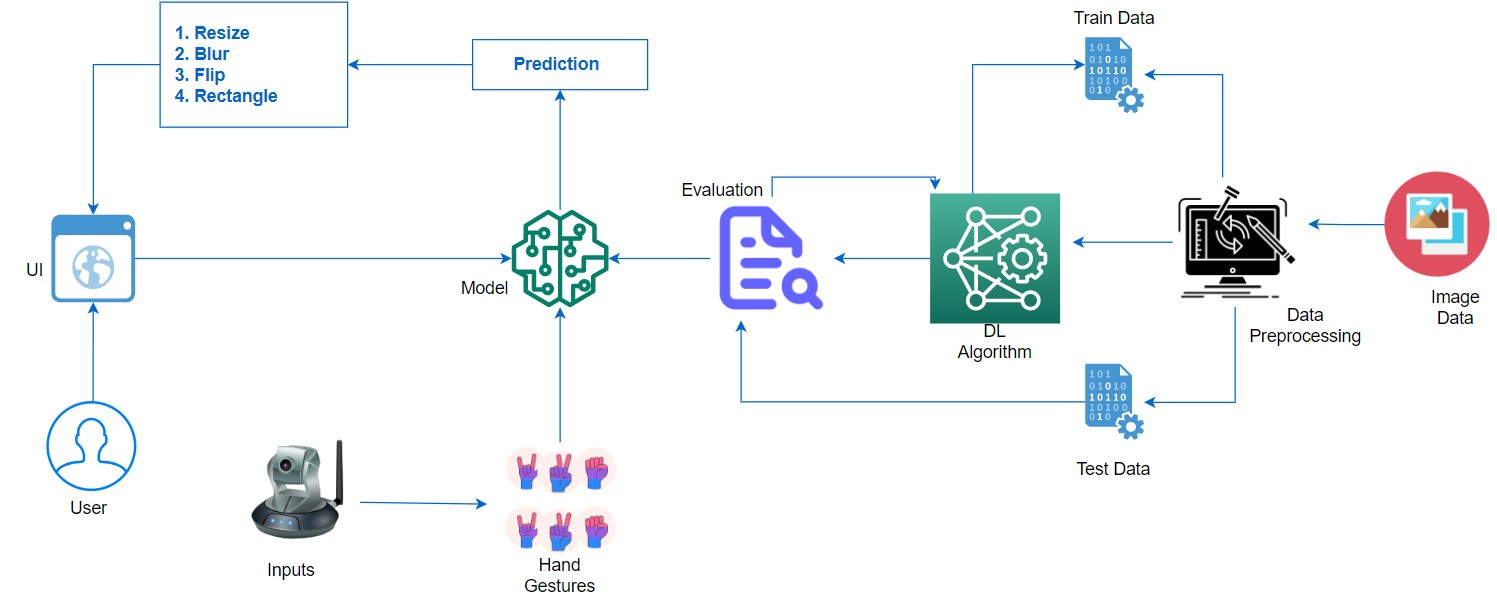 Train Data
1. Resize
2. Blur
3. Flip
4. Rectangle
Prediction
101
01010
10110
10100
010
Evaluation
UI
Model
Image
Data
Data
Preprocessing
DL
Algorithm
101
01010
10110
10100
010
Test Data
User
Inputs
Hand
Gestures